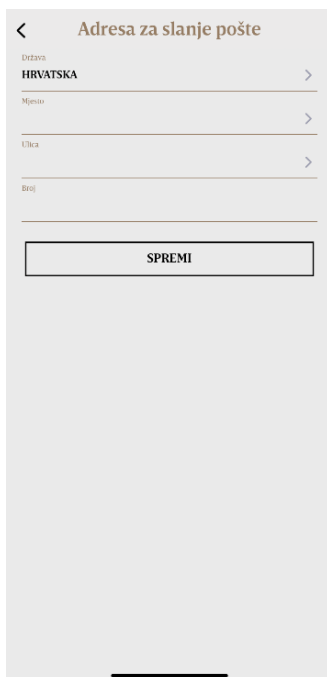 Adresa za slanje pošte
Država
HRVATSKA
Mjesto
Ulica
Broj
SPREMI